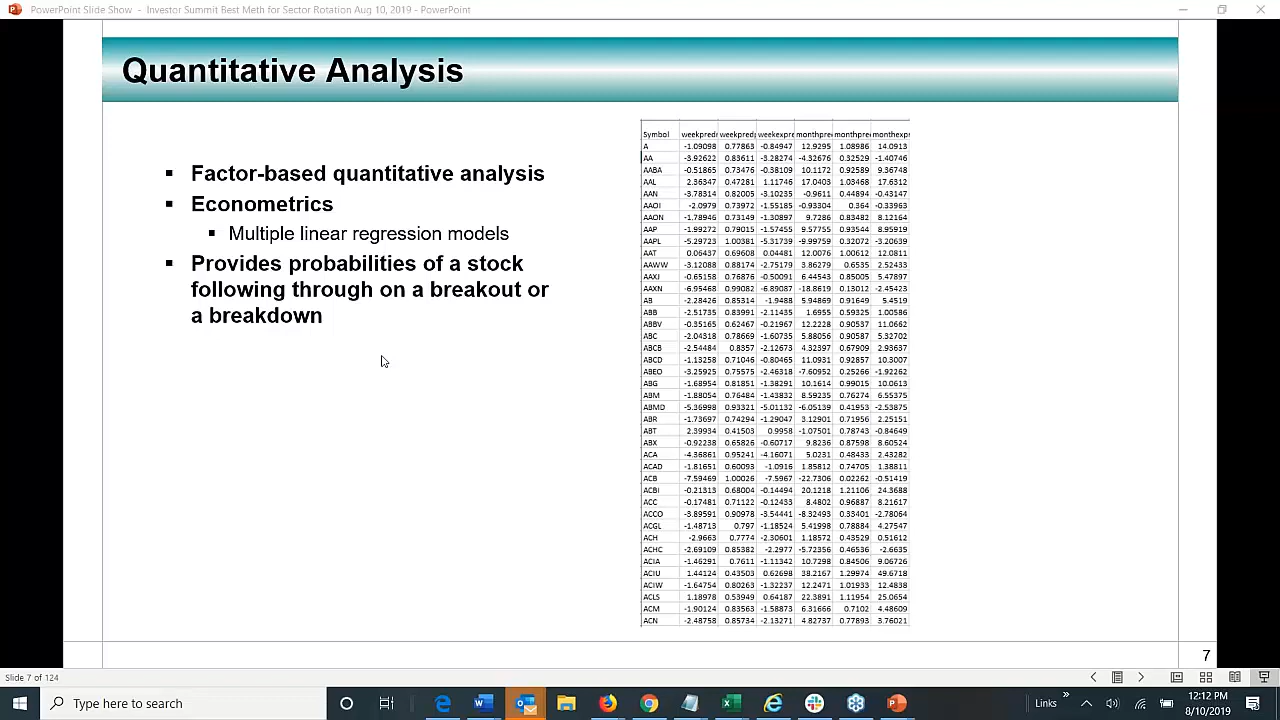 PowerPoint Slide Show - Investor Summit Best Meth for Sector Rotation Aug 10, 2019 - PowerPoint
Quantitative Analysis
▪ Factor-based quantitative analysis
▪ Econometrics
▪ Multiple linear regression models
▪ Provides probabilities of a stock
following through on a breakout or
a breakdown
Symbol weekpred weekpred weekexpre monthpre monthpre monthexpr
A -1.09098 0.77863 -0.84947 12.9295 1.08986 14.0913
AA -3.92622 0.83611 -3.28274 -4.32676 0.32529 -1.40746
AABA -0.51865 0.73476 -0.38109 10.1172 0.92589 9.36748
AAL 2.36347 0.47281 1.11746 17.0403 1.03468 17.6312
AAN -3.78314 0.82005 -3.10235 -0.9611 0.44894 -0.43147
AAOI -2.0979 0.73972 -1.55185 -0.93304 0.364 -0.33963
AAON -1.78946 0.73149 -1.30897 9.7286 0.83482 8.12164
AAP -1.99272 0.79015 -1.57455 9.57755 0.93544 8.95919
AAPL -5.29723 1.00381 -5.31739 -9.99759 0.32072 -3.20639
AAT 0.06437 0.69608 0.04481 12.0076 1.00612 12.0811
AAWW -3.12088 0.88174 -2.75179 3.86279 0.6535 2.52433
AAXJ -0.65158 0.76876 -0.50091 6.44543 0.85005 5.47897
AAXN -6.95468 0.99082 -6.89087 -18.8619 0.13012 -2.45423
AB -2.28426 0.85314 -1.9488 5.94869 0.91649 5.4519
ABB -2.51735 0.83991 -2.11435 1.6955 0.59325 1.00586
ABBV -0.35165 0.62467 -0.21967 12.2228 0.90537 11.0662
ABC -2.04318 0.78669 -1.60735 5.88056 0.90587 5.32702
ABCB -2.54484 0.8357 -2.12673 4.32397 0.67909 2.93637
ABCD -1.13258 0.71046 -0.80465 11.0931 0.92857 10.3007
ABEO -3.25925 0.75575 -2.46318 -7.60952 0.25266 -1.92262
ABG -1.68954 0.81851 -1.38291 10.1614 0.99015 10.0613
ABM -1.88054 0.76484 -1.43832 8.59235 0.76274 6.55375
ABMD -5.36998 0.93321 -5.01132 -6.05139 0.41953 -2.53875
ABR -1.73697 0.74294 -1.29047 3.12901 0.71956 2.25151
ABT 2.39934 0.41503 0.9958 -1.07501 0.78743 -0.84649
ABX -0.92238 0.65826 -0.60717 9.8236 0.87598 8.60524
ACA -4.36861 0.95241 -4.16071 5.0231 0.48433 2.43282
ACAD -1.81651 0.60093 -1.0916 1.85812 0.74705 1.38811
ACB -7.59469 1.00026 -7.5967 -22.7306 0.02262 -0.51419
ACBI -0.21313 0.68004 -0.14494 20.1218 1.21106 24.3688
ACC -0.17481 0.71122 -0.12433 8.4802 0.96887 8.21617
ACCO -3.89591 0.90978 -3.54441 -8.32493 0.33401 -2.78064
ACGL -1.48713 0.797 -1.18524 5.41998 0.78884 4.27547
ACH -2.9663 0.7774 -2.30601 1.18572 0.43529 0.51612
ACHC -2.69109 0.85382 -2.2977 -5.72356 0.46536 -2.6635
ACIA -1.46291 0.7611 -1.11342 10.7298 0.84506 9.06726
ACIU 1.44124 0.43503 0.62698 38.2167 1.29974 49.6718
ACIW -1.64754 0.80263 -1.32237 12.2471 1.01933 12.4838
ACLS 1.18978 0.53949 0.64187 22.3891 1.11954 25.0654
ACM -1.90124 0.83563 -1.58873 6.31666 0.7102 4.48609
ACN -2.48758 0.85734 -2.13271 4.82737 0.77893 3.76021
7
Slide 7 of 124
Type here to search
Links
12:12 PM
8/10/2019